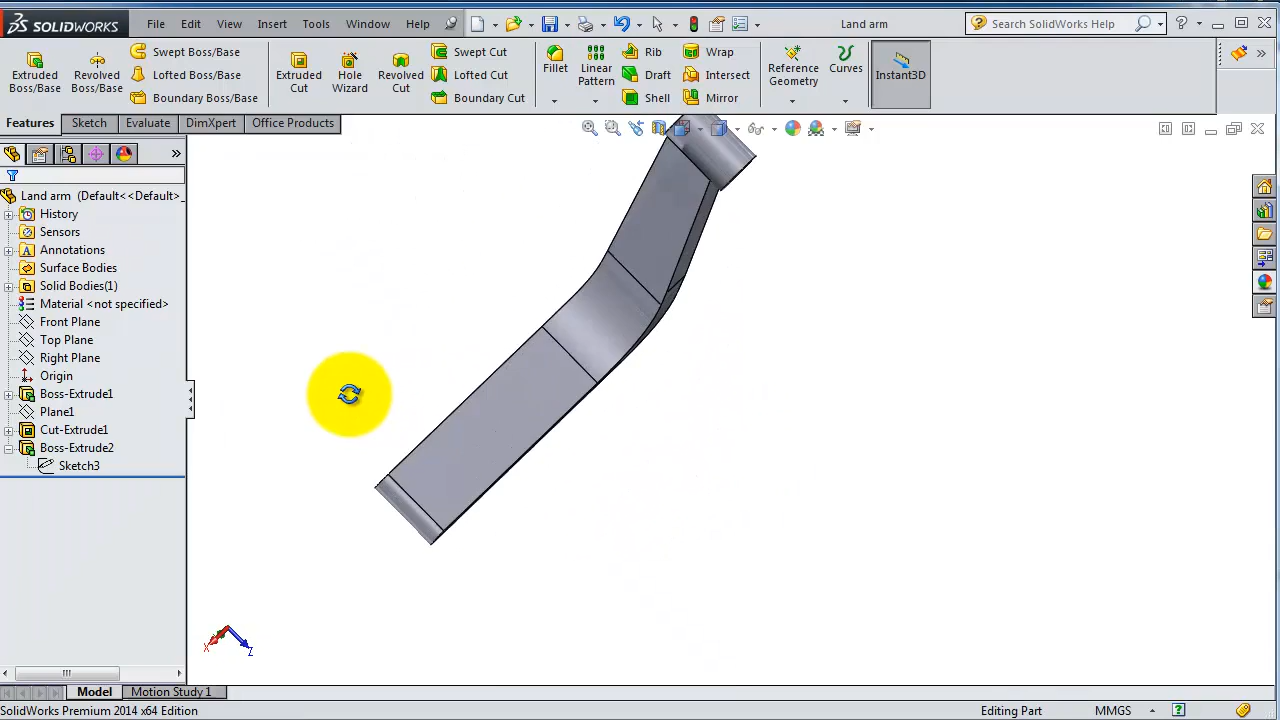 SOLIDWORKS File Edit View Insert Tools Window Help Land arm Search SolidWorks Help
Extruded Boss/Base
Revolved Boss/Base
Swept Boss/Base
Lofted Boss/Base
Boundary Boss/Base
Extruded Cut
Hole Wizard
Revolved Cut
Swept Cut
Lofted Cut
Boundary Cut
Fillet
Linear Pattern
Rib
Draft
Shell
Wrap
Intersect
Mirror
Reference Geometry
Curves
Instant3D
Features Sketch Evaluate DimXpert Office Products
Land arm (Default<<Default>_
History
Sensors
Annotations
Surface Bodies
Solid Bodies(1)
Material <not specified>
Front Plane
Top Plane
Right Plane
Origin
Boss-Extrude1
Plane1
Cut-Extrude1
Boss-Extrude2
Sketch3
X Z
Model Motion Study 1
SolidWorks Premium 2014 x64 Edition Editing Part MMGS